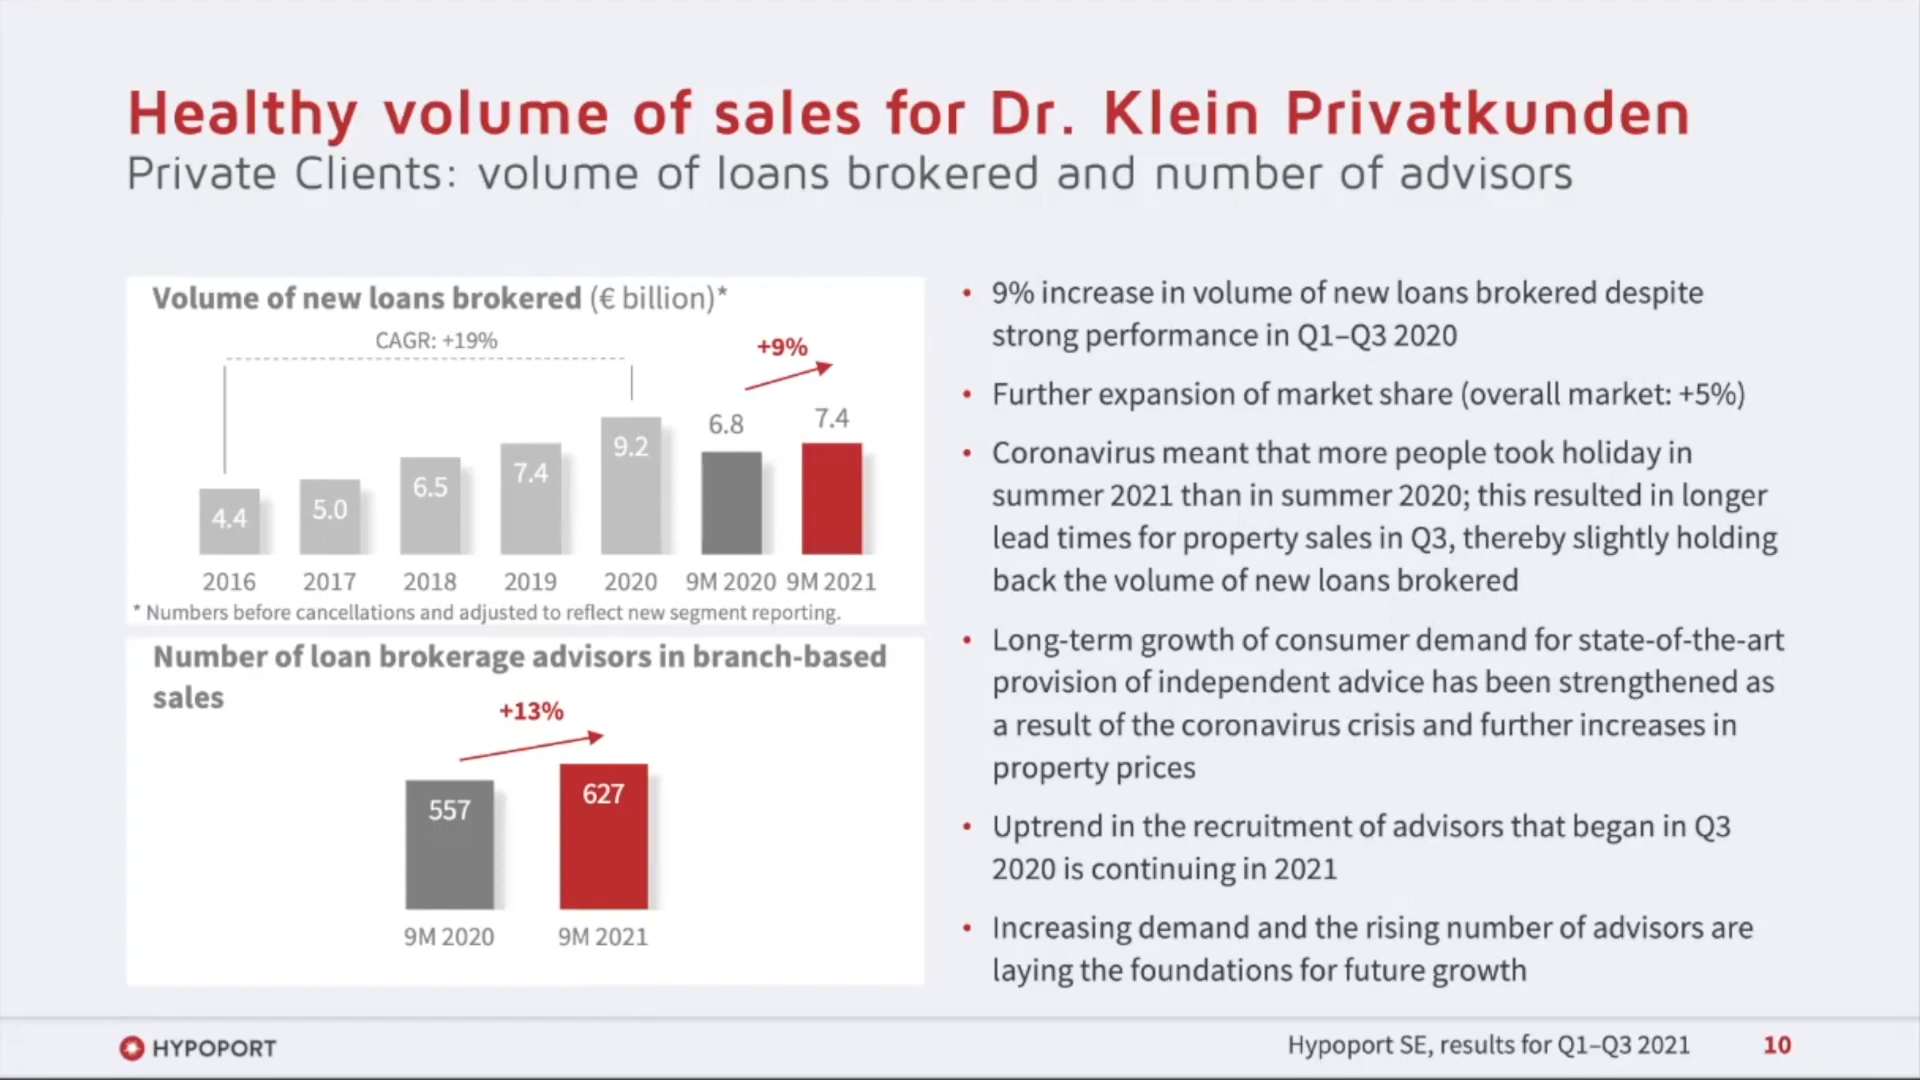 Healthy volume of sales for Dr. Klein Privatkunden
Private Clients: volume of loans brokered and number of advisors
Volume of new loans brokered (€ billion)*
CAGR: +19%
+9%
4.4
5.0
6.5
7.4
9.2
6.8
7.4
2016
2017
2018
2019
2020
9M 2020
9M 2021
* Numbers before cancellations and adjusted to reflect new segment reporting.
Number of loan brokerage advisors in branch-based
sales
+13%
557
627
9M 2020
9M 2021
• 9% increase in volume of new loans brokered despite
strong performance in Q1–Q3 2020
• Further expansion of market share (overall market: +5%)
• Coronavirus meant that more people took holiday in
summer 2021 than in summer 2020; this resulted in longer
lead times for property sales in Q3, thereby slightly holding
back the volume of new loans brokered
• Long-term growth of consumer demand for state-of-the-art
provision of independent advice has been strengthened as
a result of the coronavirus crisis and further increases in
property prices
• Uptrend in the recruitment of advisors that began in Q3
2020 is continuing in 2021
• Increasing demand and the rising number of advisors are
laying the foundations for future growth
HYPOPORT
Hypoport SE, results for Q1–Q3 2021
10